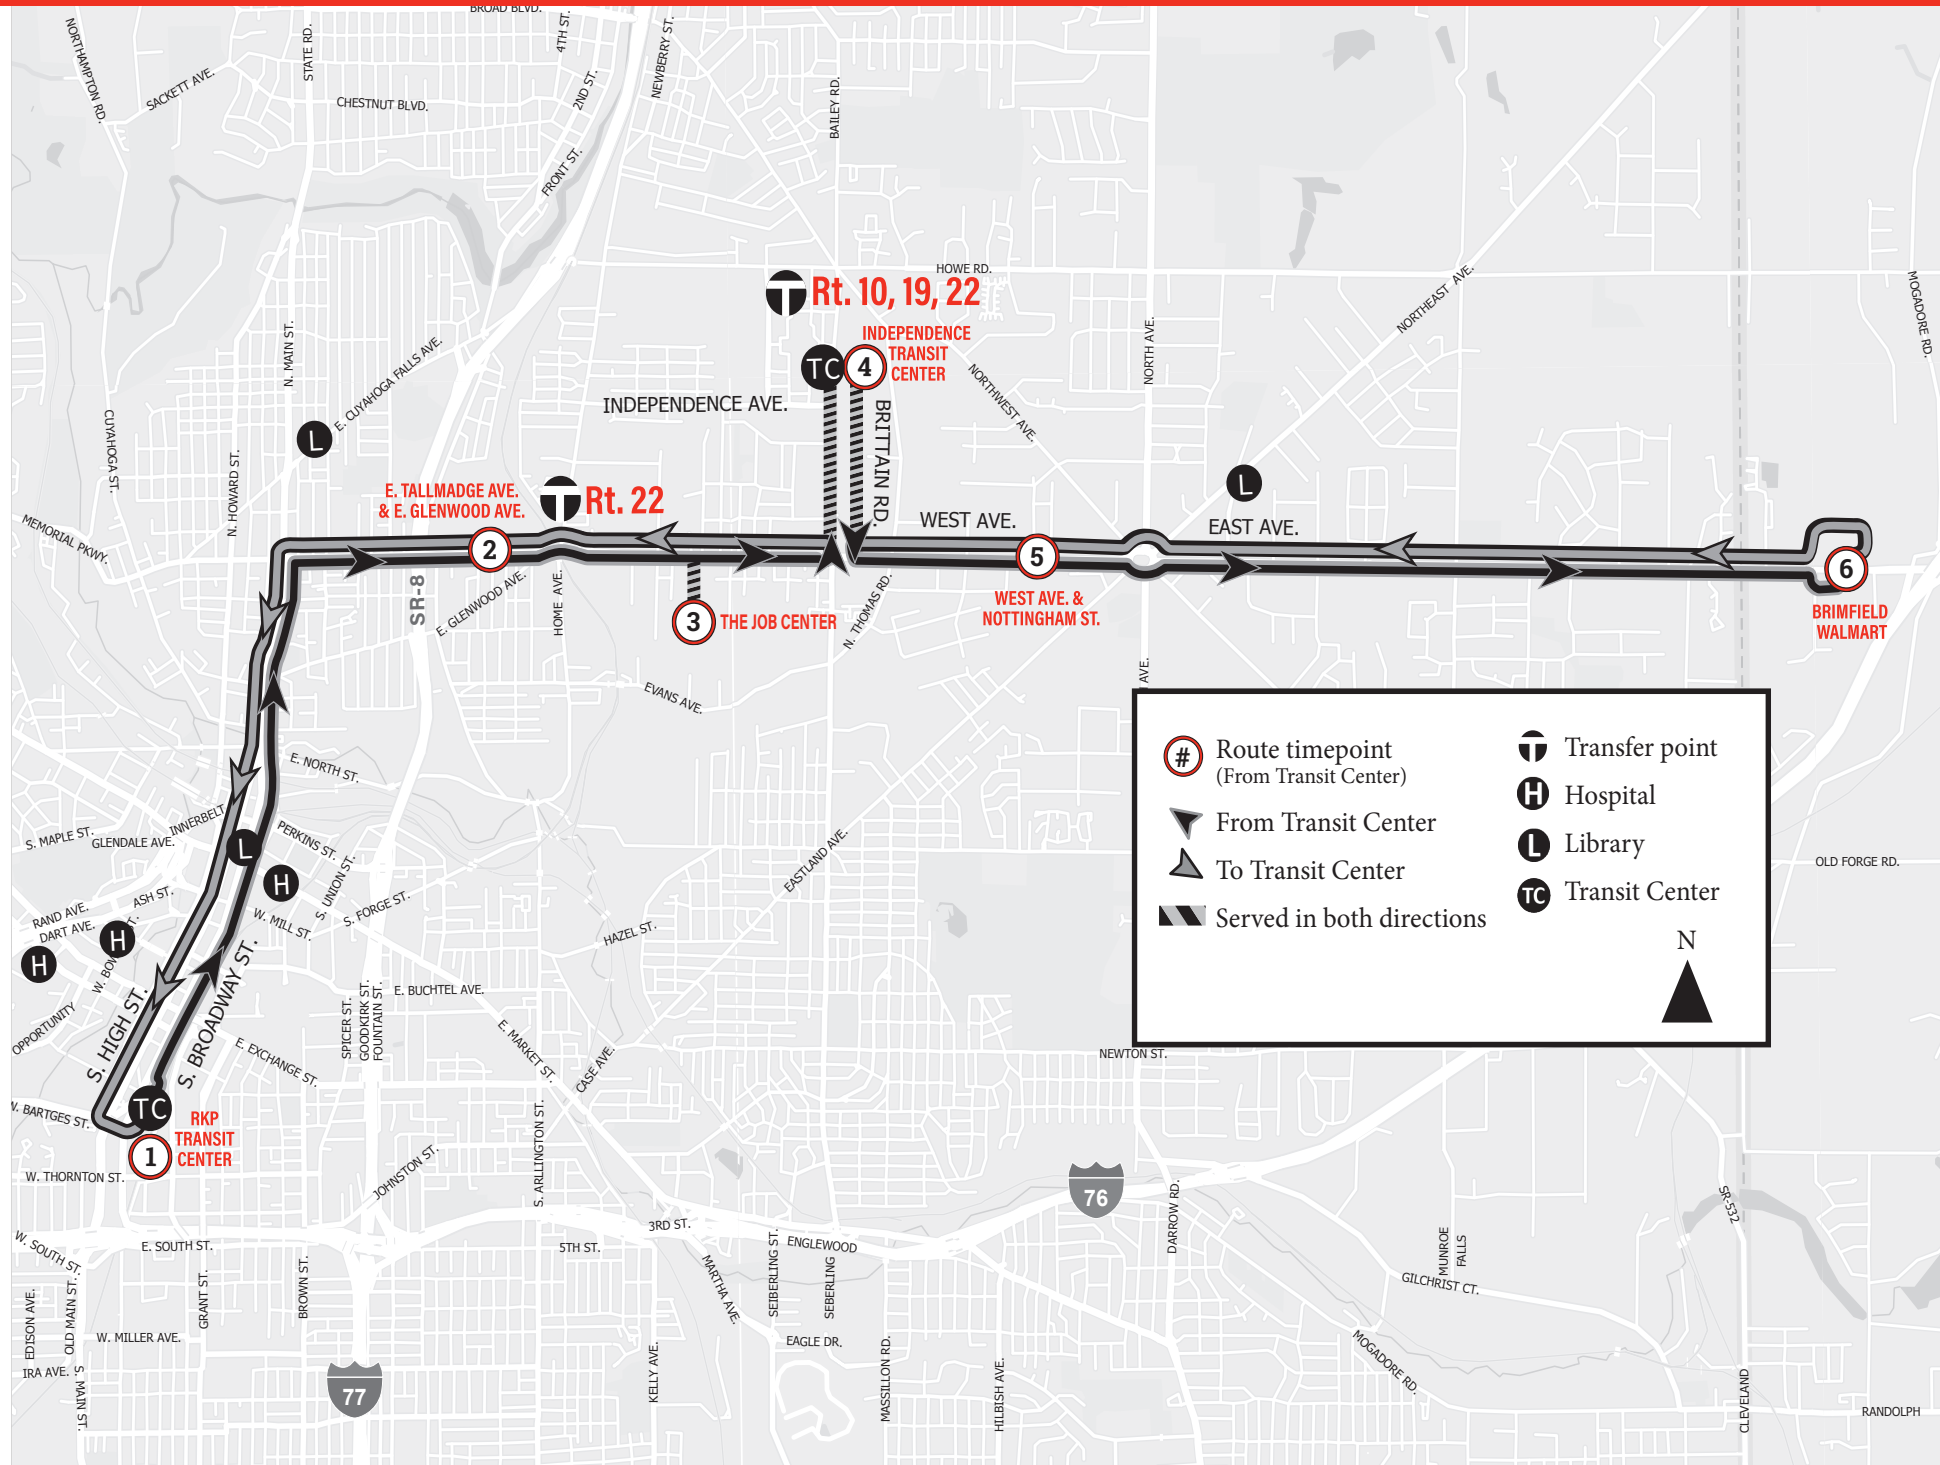 BROAD BLVD.
NORTHAMPTON RD.
SACKETT AVE.
STATE RD.
CHESTNUT BLVD.
4TH ST.
2ND ST.
NEWBERRY ST.
FRONT ST.
BAILEY RD.
HOWE RD.
NORTHEAST AVE.
MOGADORE RD.
Rt. 10, 19, 22
INDEPENDENCE
TRANSIT
CENTER
TC
4
N. MAIN ST.
E. CUYAHOGA FALLS AVE.
L
CUYAHOGA ST.
N. HOWARD ST.
MEMORIAL PKWY.
INDEPENDENCE AVE.
BRITTAIN RD.
NORTHWEST AVE.
NORTH AVE.
L
E. TALLMADGE AVE.
& E. GLENWOOD AVE.
2
T
Rt. 22
T
WEST AVE.
EAST AVE.
5
WEST AVE. &
NOTTINGHAM ST.
6
BRIMFIELD
WALMART
SR-8
E. GLENWOOD AVE.
HOME AVE.
3
THE JOB CENTER
N. THOMAS RD.
EVANS AVE.
AVE.
E. NORTH ST.
INNERBELT
S. MAPLE ST.
GLENDALE AVE.
L
PERKINS ST.
H
S. UNION ST.
ASH ST.
RAND AVE.
DART AVE.
W. MILL ST.
S. FORGE ST.
H
H
OPPORTUNITY
S. HIGH ST.
S. BROADWAY ST.
EASTLAND AVE.
HAZEL ST.
E. BUCHTEL AVE.
SPICER ST.
GOODKIRK ST.
FOUNTAIN ST.
E. EXCHANGE ST.
E. MARKET ST.
CASE AVE.
TC
1
RKP
TRANSIT
CENTER
W. BARTGES ST.
W. THORNTON ST.
JOHNSTON ST.
S. ARLLINGTON ST.
#
Route timepoint
(From Transit Center)
From Transit Center
To Transit Center
Served in both directions
T
Transfer point
H
Hospital
L
Library
TC
Transit Center
N
OLD FORGE RD.
NEWTON ST.
76
DARROW RD.
SR-532
W. SOUTH ST.
E. SOUTH ST.
3RD ST.
5TH ST.
ENGLEWOOD
SEIBERLING ST.
SEBERLING
MARTHA AVE.
MUNROE
FALLS
GILCHRIST CT.
EDISON AVE.
OLD MAIN ST.
GRANT ST.
BROWN ST.
W. MILLER AVE.
IRA AVE.
S. MAIN ST.
77
KELLY AVE.
EAGLE DR.
MASSILLON RD.
HILBISH AVE.
MOGADORE RD.
CLEVELAND
RANDOLPH